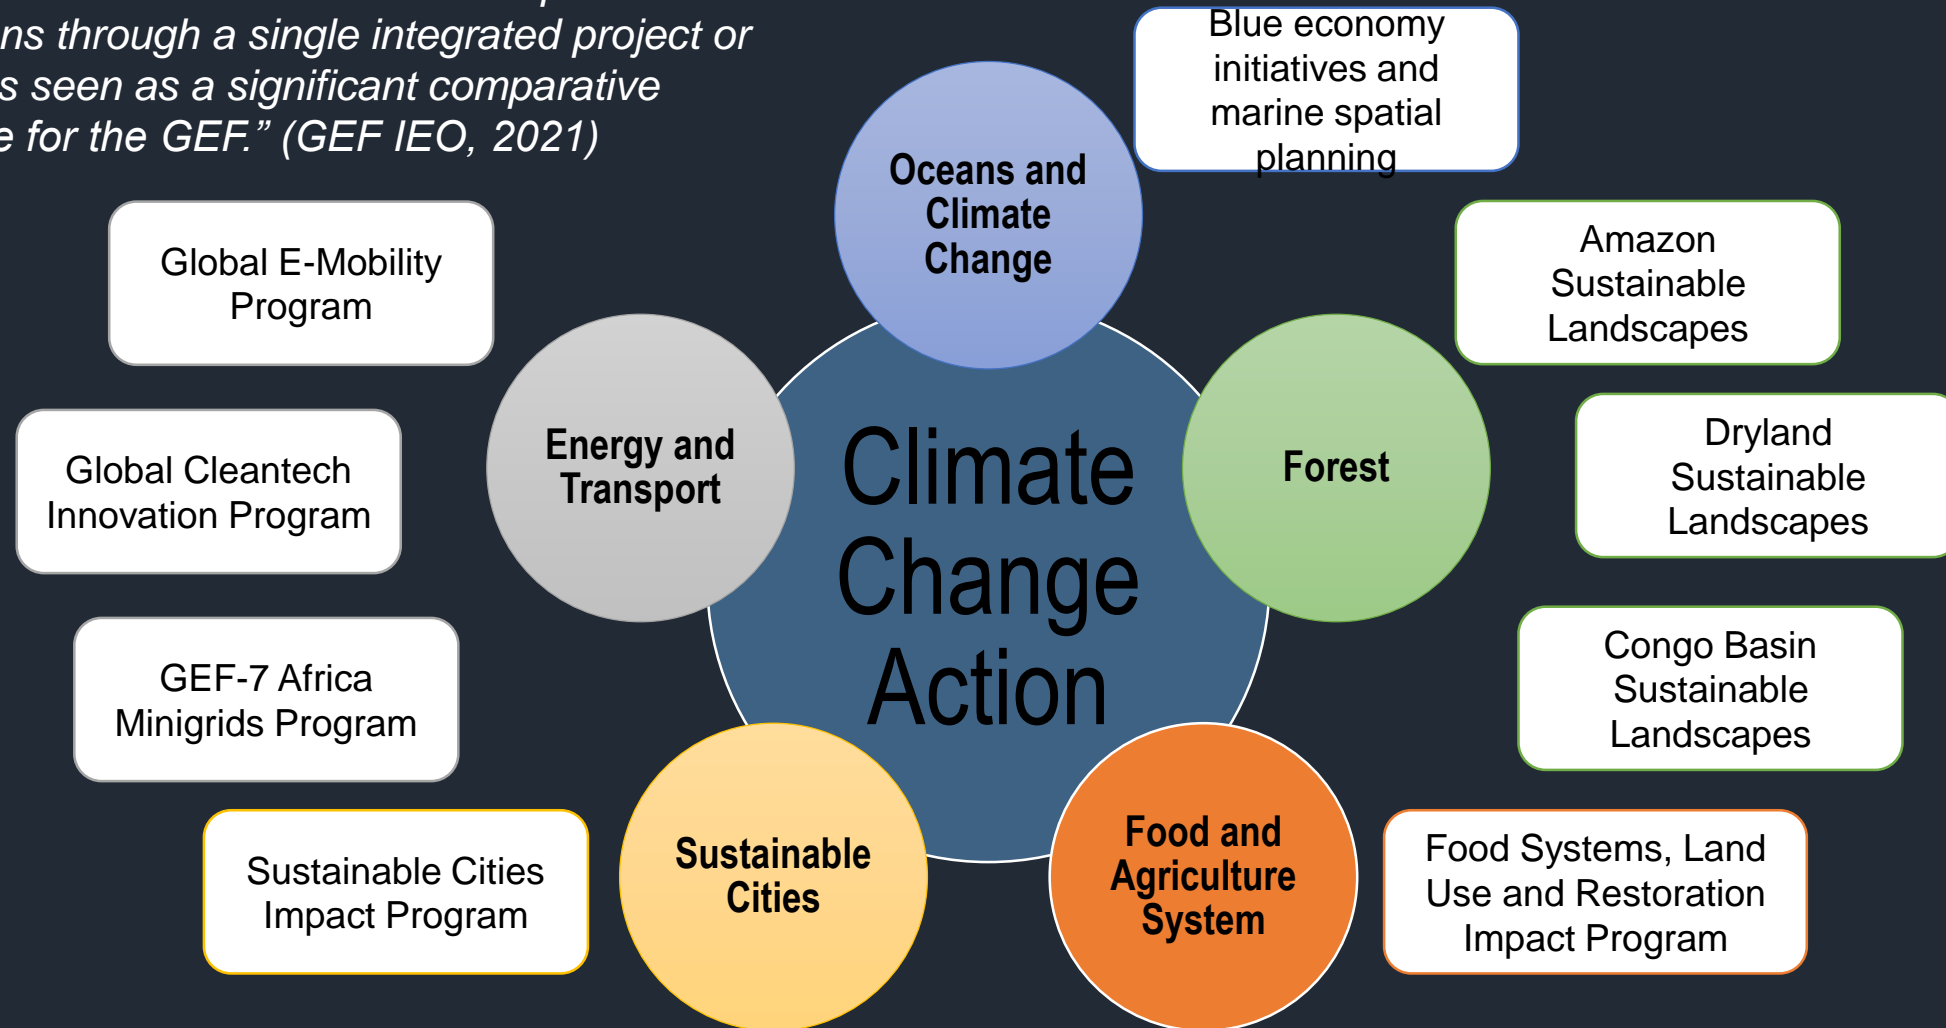 ns through a single integrated project or
s seen as a significant comparative
e for the GEF.” (GEF IEO, 2021)
Blue economy
initiatives and
marine spatial
planning
Oceans and
Climate
Change
Global E-Mobility
Program
Amazon
Sustainable
Landscapes
Energy and
Transport
Climate
Change
Action
Forest
Global Cleantech
Innovation Program
Dryland
Sustainable
Landscapes
GEF-7 Africa
Minigrids Program
Congo Basin
Sustainable
Landscapes
Sustainable Cities
Impact Program
Sustainable
Cities
Food and
Agriculture
System
Food Systems, Land
Use and Restoration
Impact Program